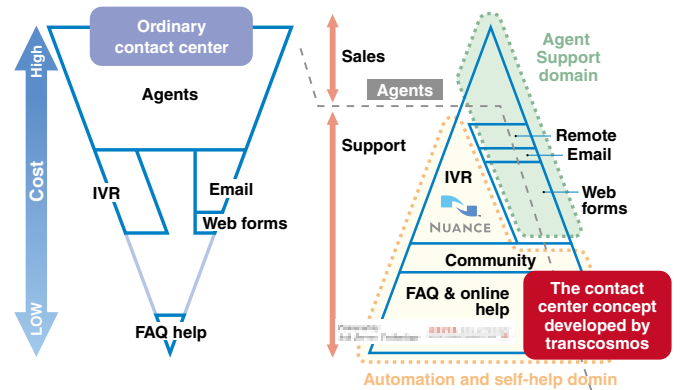 Ordinary
contact center
High
Cost
LOW
Agents
IVR
Email
Web forms
FAQ help
Sales
Agents
Support
Agent
Support
domain
Remote
Email
Web
forms
IVR
NUANCE
Community
FAQ & online
help
The contact
center concept
developed by
transcosmos
Automation and self-help domin